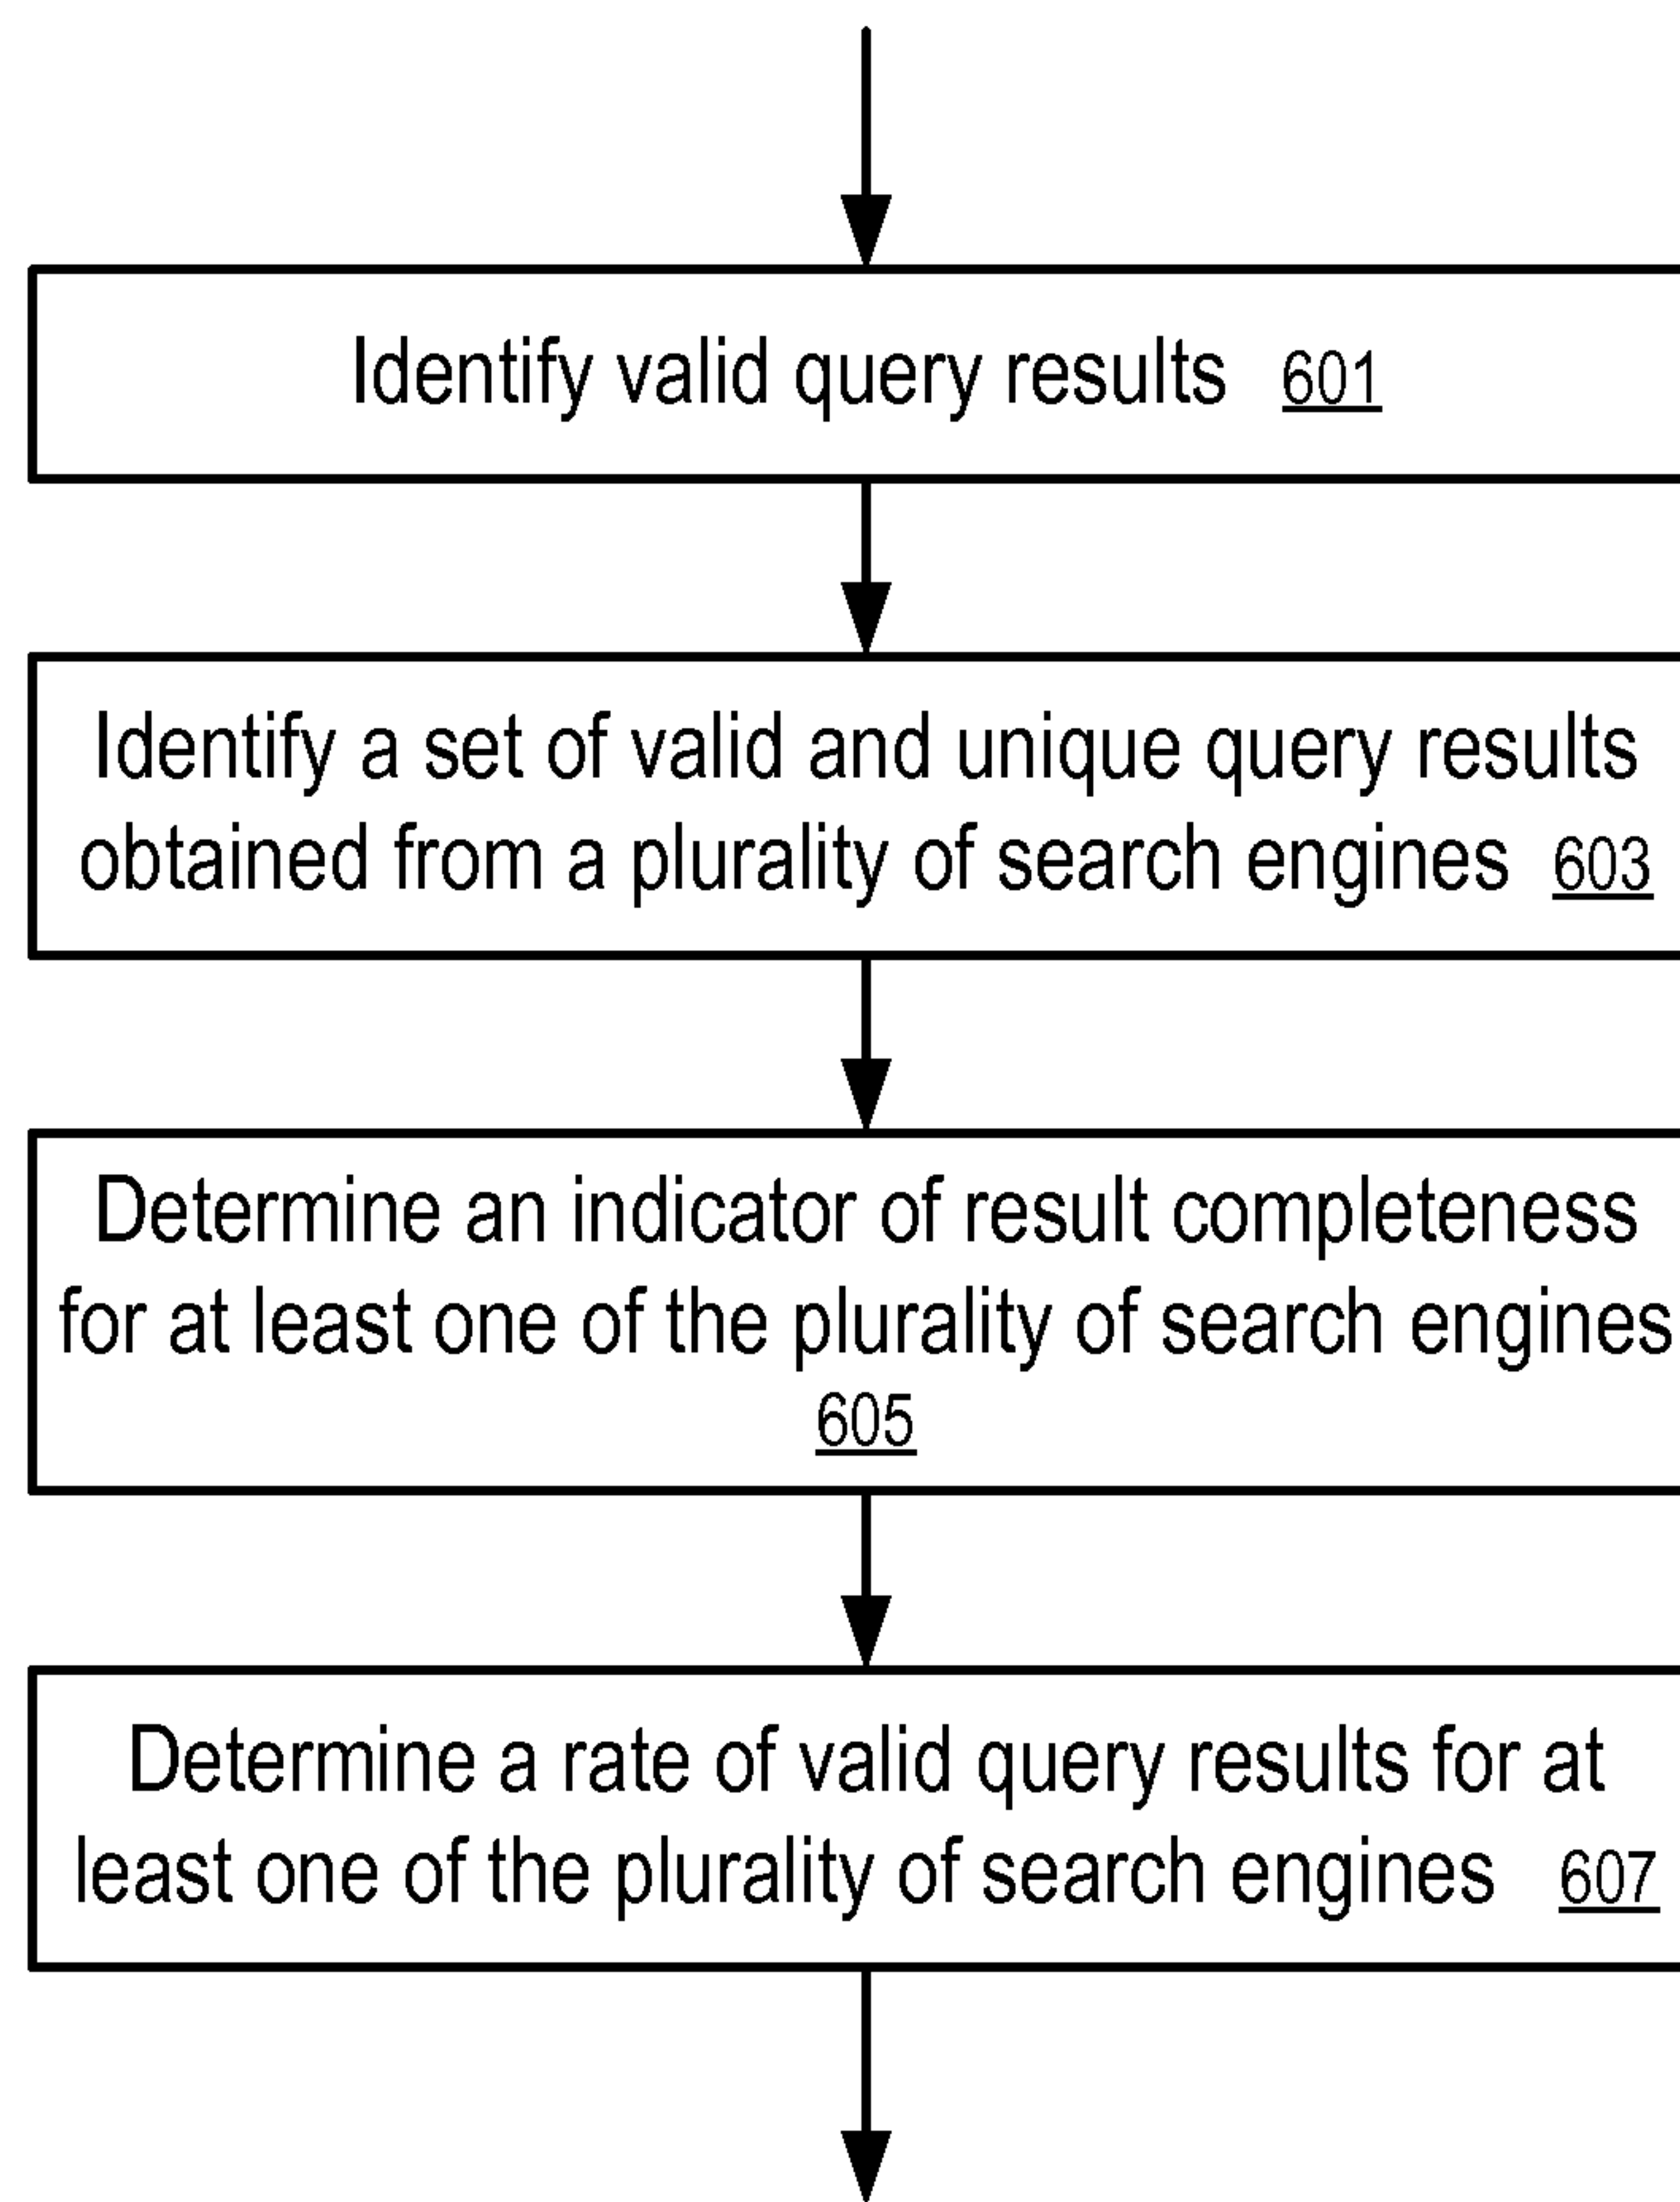 Identify valid query results 601
Identify a set of valid and unique query results
obtained from a plurality of search engines 603
Determine an indicator of result completeness
for at least one of the plurality of search engines
605
Determine a rate of valid query results for at
least one of the plurality of search engines 607